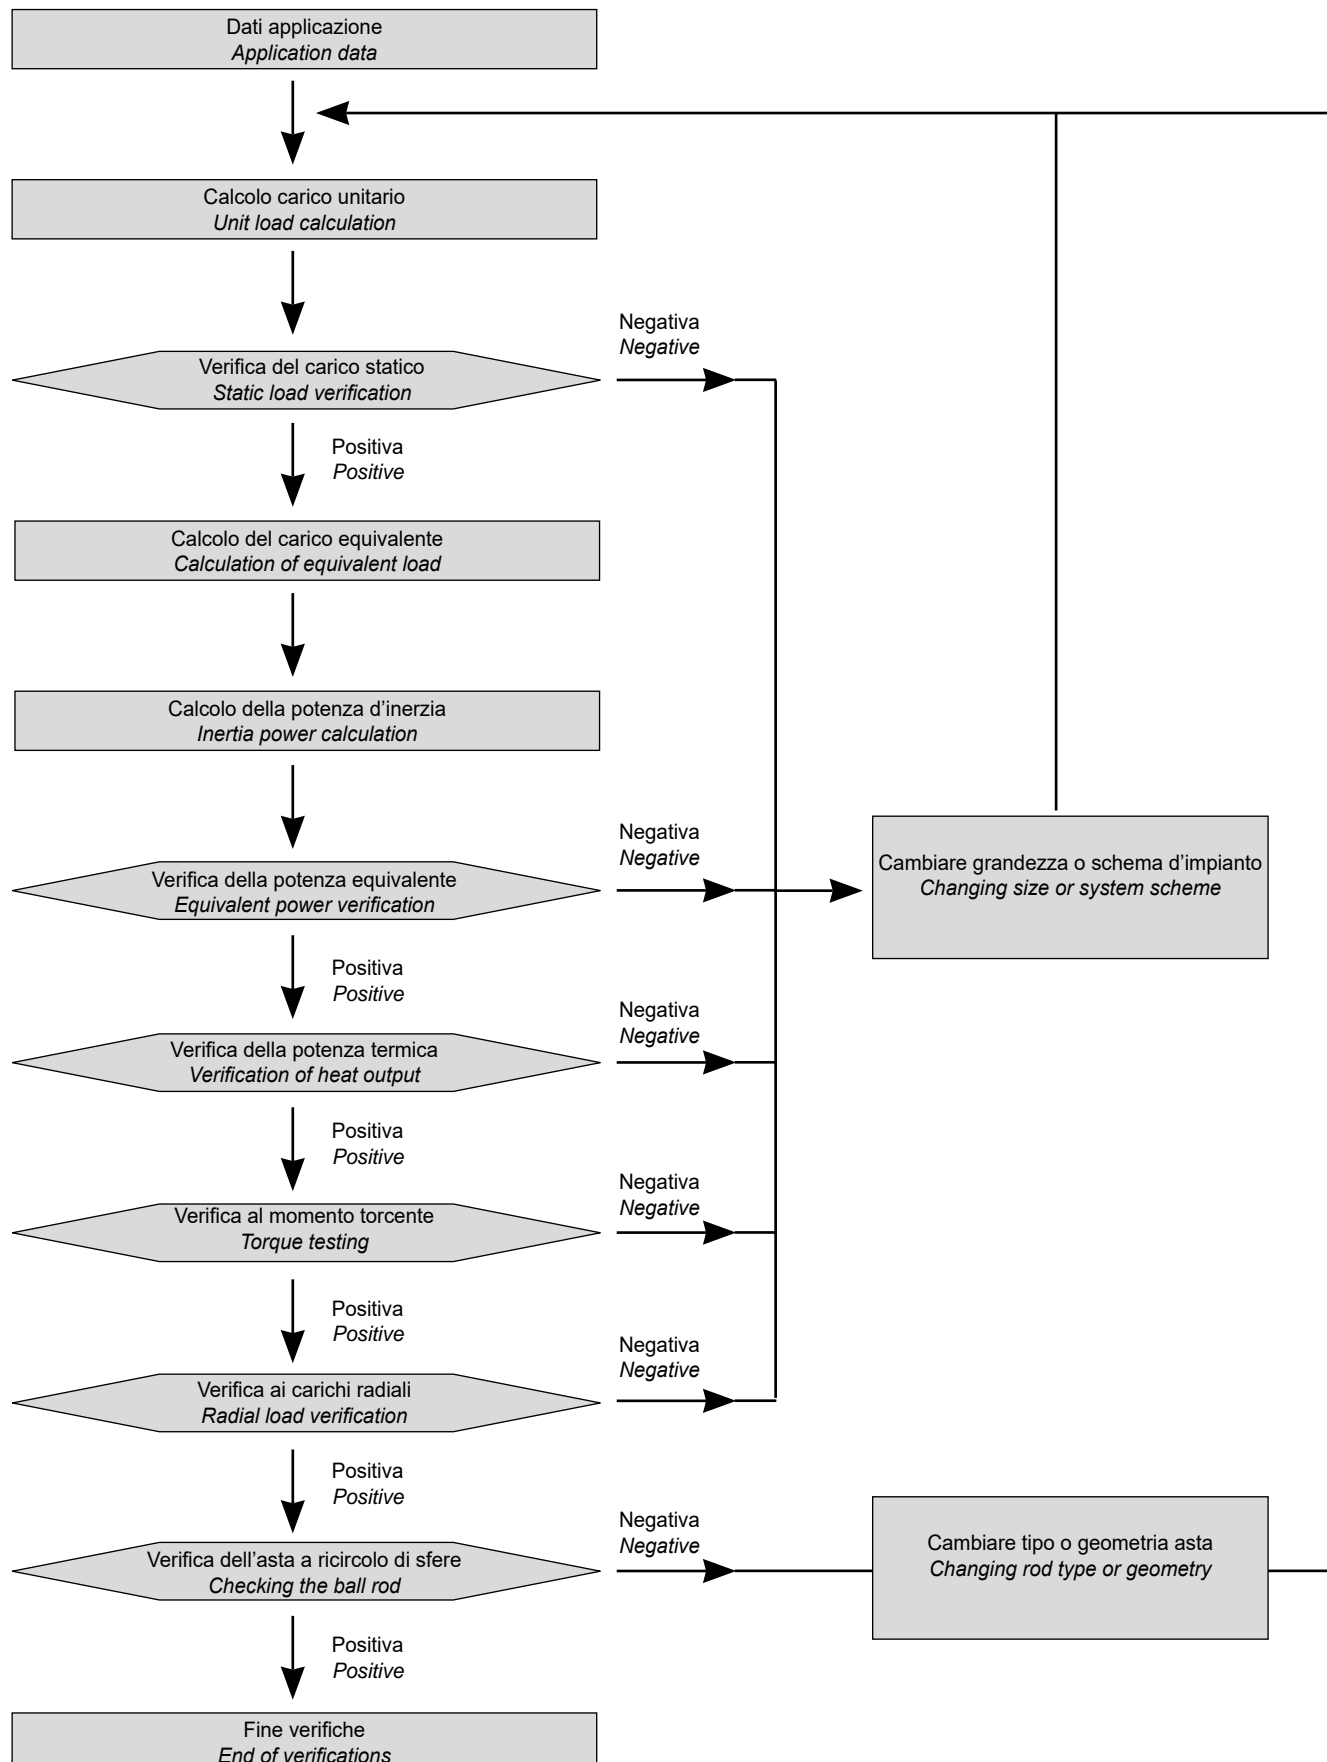 Dati applicazione
Application data
Calcolo carico unitario
Unit load calculation
Negativa
Negative
Verifica del carico statico
Static load verification
Positiva
Positive
Calcolo del carico equivalente
Calculation of equivalent load
Calcolo della potenza d’inerzia
Inertia power calculation
Negativa
Negative
Cambiare grandezza o schema d’impianto
Changing size or system scheme
Verifica della potenza equivalente
Equivalent power verification
Positiva
Positive
Negativa
Negative
Verifica della potenza termica
Verification of heat output
Positiva
Positive
Negativa
Negative
Verifica al momento torcente
Torque testing
Positiva
Positive
Negativa
Negative
Verifica ai carichi radiali
Radial load verification
Positiva
Positive
Negativa
Negative
Cambiare tipo o geometria asta
Changing rod type or geometry
Verifica dell’asta a ricircolo di sfere
Checking the ball rod
Positiva
Positive
Fine verifiche
End of verifications